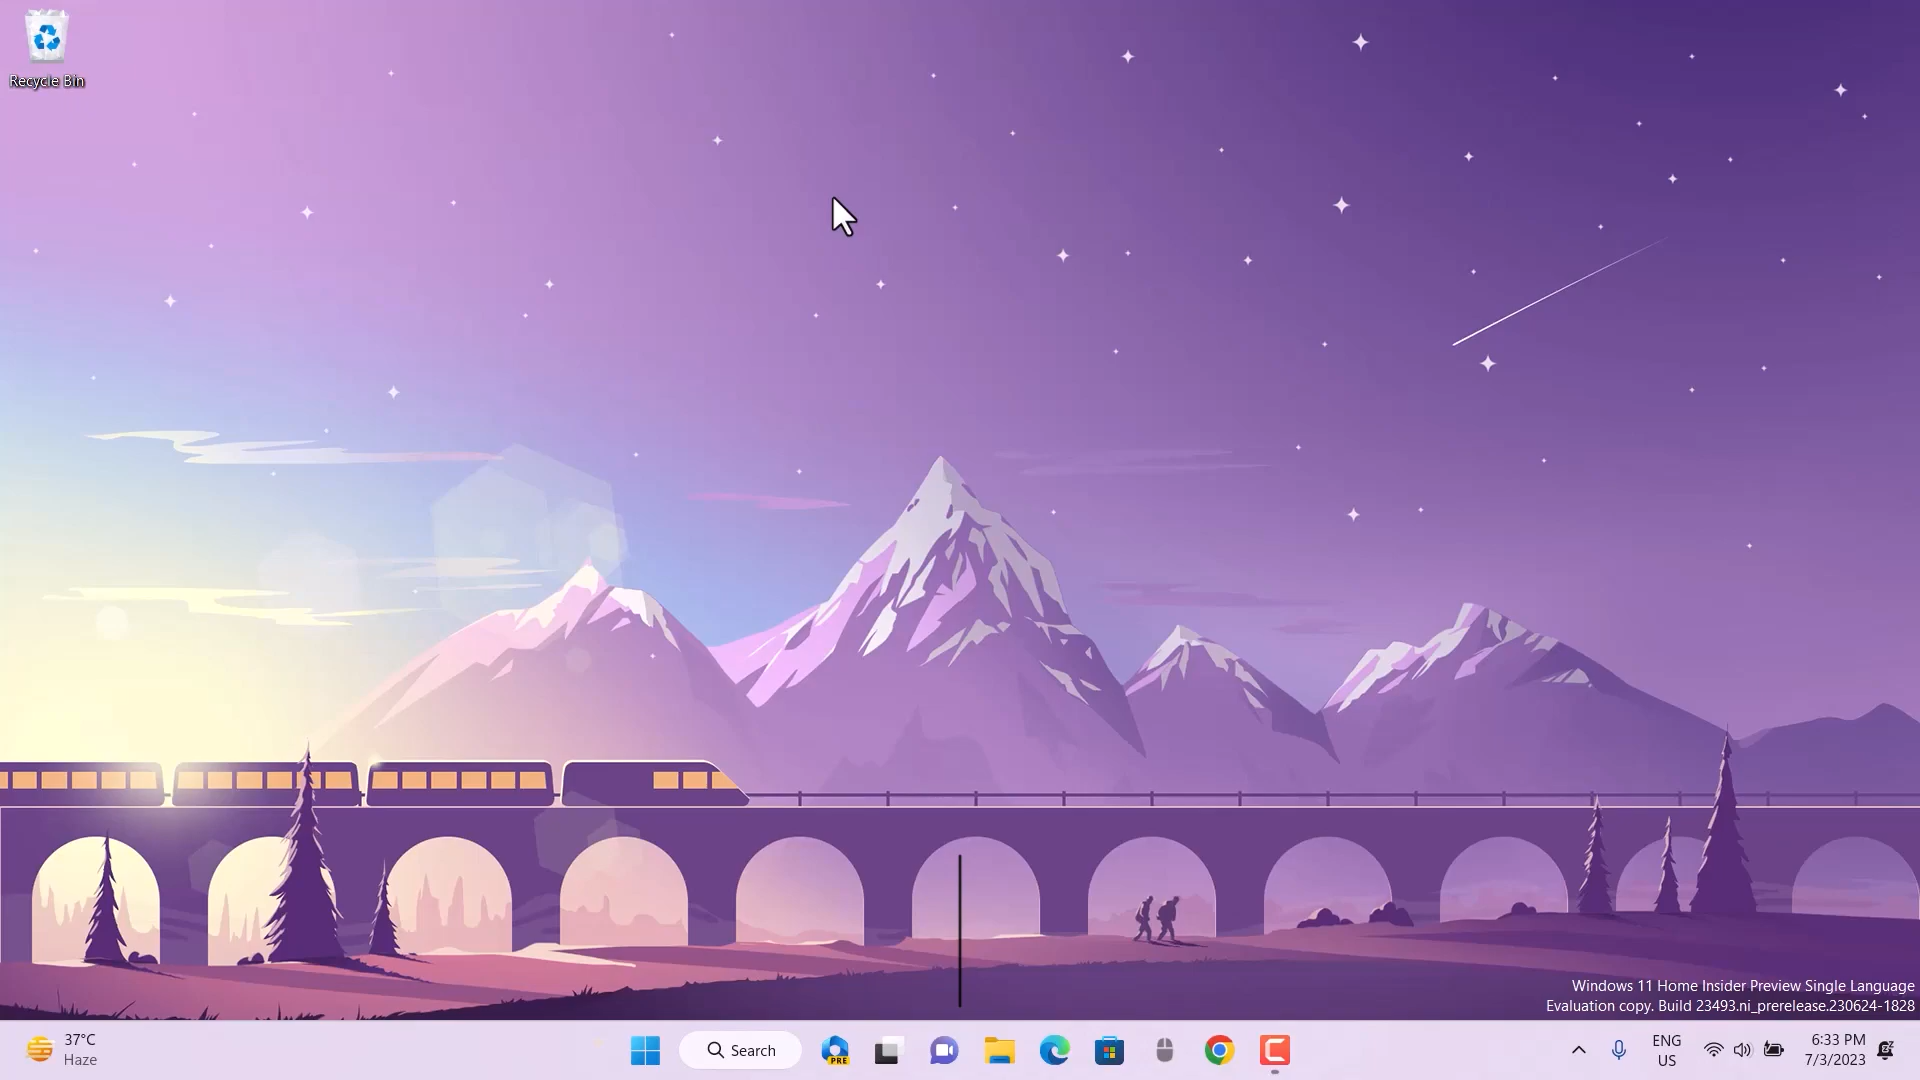 Recycle Bin
Windows 11 Home Insider Preview Single Language
Evaluation copy. Build 23493.ni_prerelease.230624-1828
37°C
Haze
Search
PRE
ENG
US
6:33 PM
7/3/2023